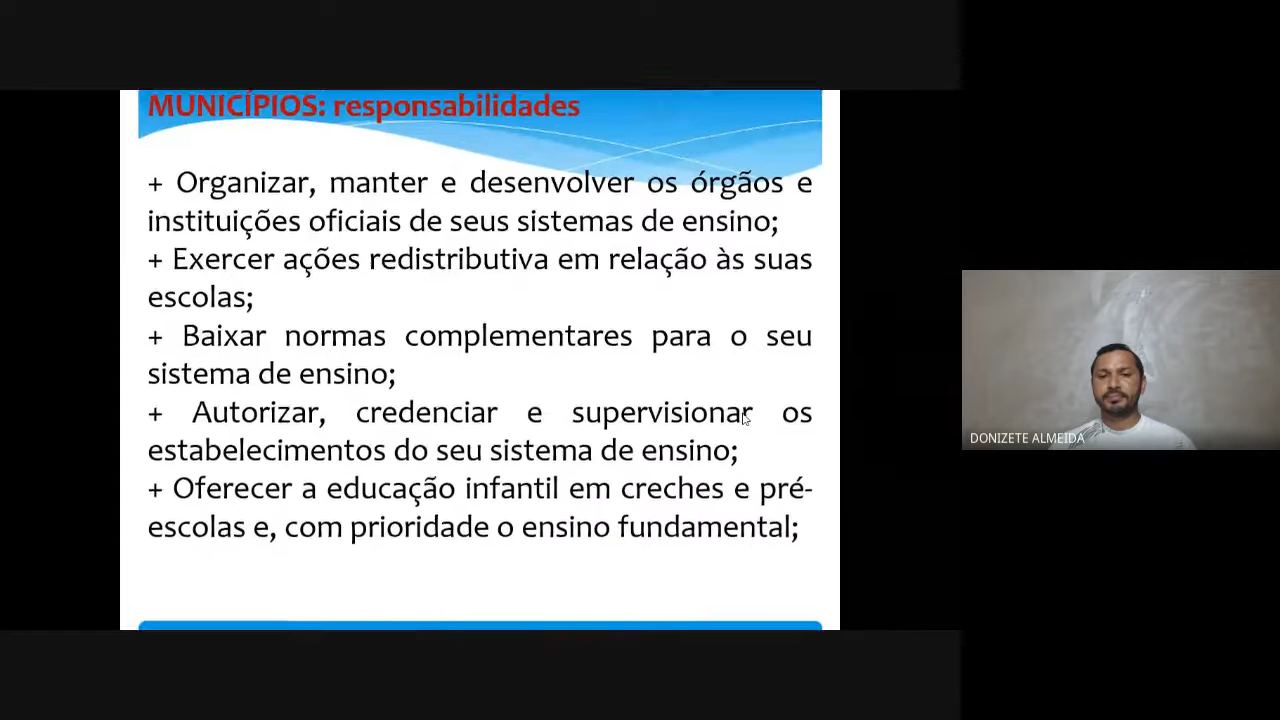 MUNICÍPIOS: responsabilidades
+ Organizar, manter e desenvolver os órgãos e
instituições oficiais de seus sistemas de ensino;
+ Exercer ações redistributiva em relação às suas
escolas;
+ Baixar normas complementares para o seu
sistema de ensino;
+ Autorizar, credenciar e supervisionar os
estabelecimentos do seu sistema de ensino;
+ Oferecer a educação infantil em creches e pré-
escolas e, com prioridade o ensino fundamental;
DONIZETE ALMEIDA